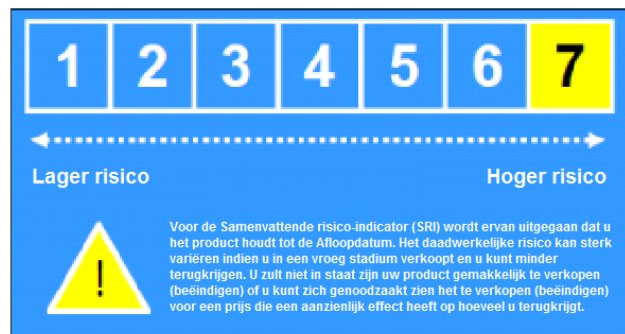 1 2 3 4 5 6 7
Lager risico Hoger risico
Voor de Samenvattende risico-indicator (SRI) wordt ervan uitgegaan dat u
het product houdt tot de Afloopdatum. Het daadwerkelijke risico kan sterk
variëren indien u in een vroeg stadium verkoopt en u kunt minder
terugkrijgen. U zult niet in staat zijn uw product gemakkelijk te verkopen
(beëindigen) of u kunt zich genoodzaakt zien het te verkopen (beëindigen)
voor een prijs die een aanzienlijk effect heeft op hoeveel u terugkrijgt.
!